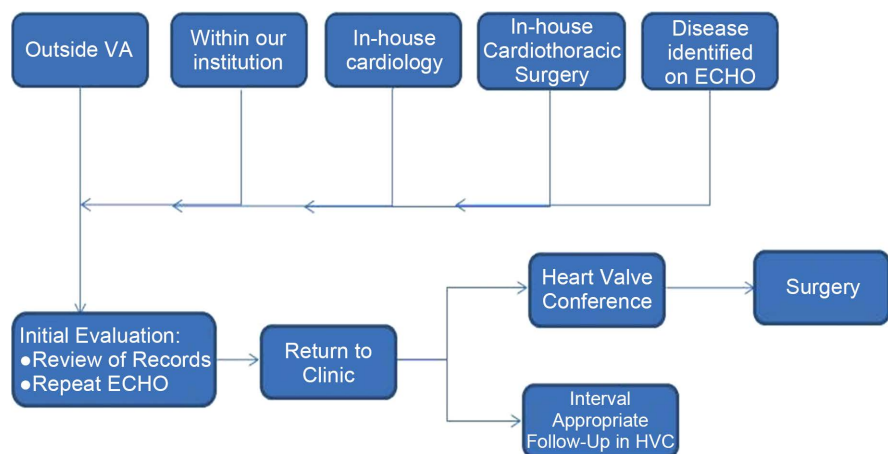 Outside VA
Within our
institution
In-house
cardiology
In-house
Cardiothoracic
Surgery
Disease
identified
on ECHO
Heart Valve
Conference
Surgery
Initial Evaluation:
●Review of Records
●Repeat ECHO
Return to
Clinic
Interval
Appropriate
Follow-Up in HVC